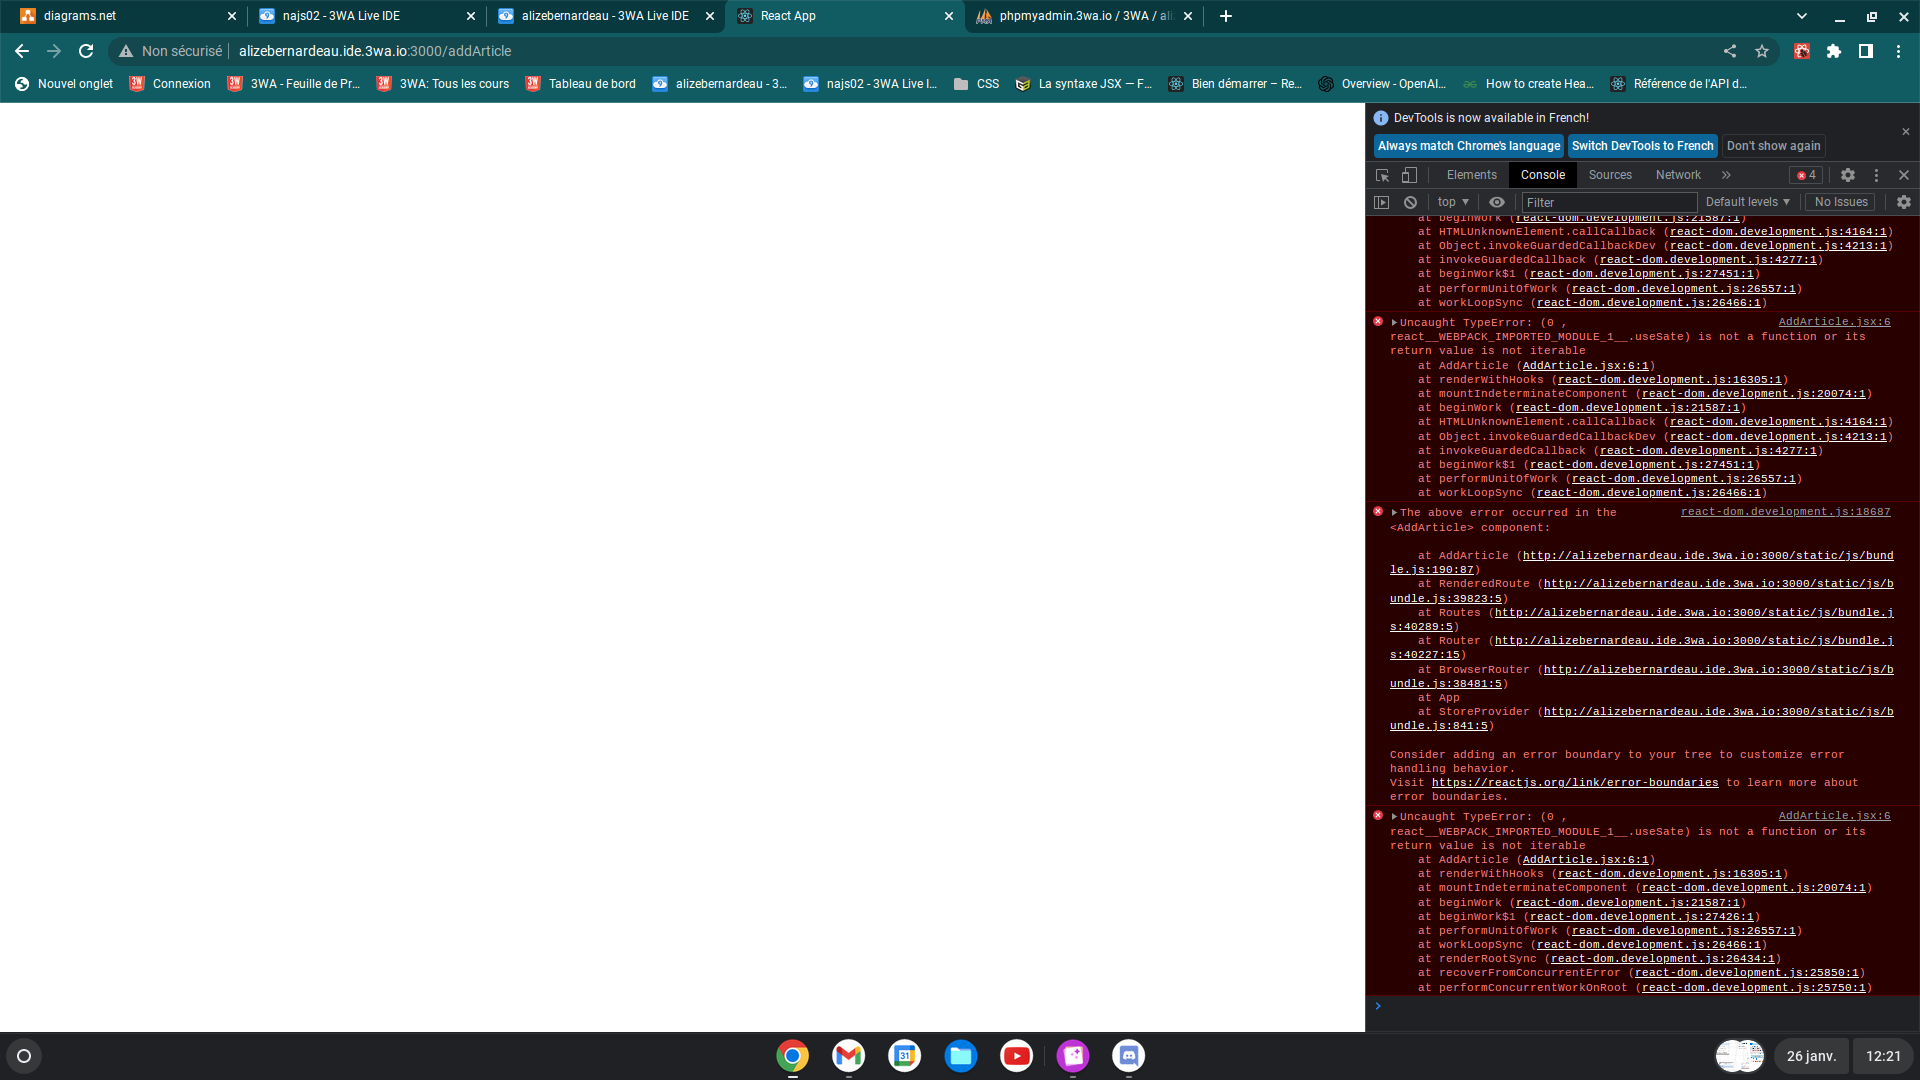 diagrams.net
najs02 - 3WA Live IDE
alizebernardeau - 3WA Live IDE
React App
phpmyadmin.3wa.io / 3WA / ali
Non sécurisé
alizebernardeau.ide.3wa.io:3000/addArticle
Nouvel onglet
Connexion
3WA - Feuille de Pr...
3WA: Tous les cours
Tableau de bord
alizebernardeau - 3...
najs02 - 3WA Live I...
CSS
La syntaxe JSX — F...
Bien démarrer – Re...
Overview - OpenAI...
How to create Hea...
Référence de l'API d...
DevTools is now available in French!
Always match Chrome's language
Switch DevTools to French
Don't show again
Elements
Console
Sources
Network
4
top
Filter
Default levels
No Issues
at beginWork (react-dom.development.js:21587:1)
at HTMLUnknownElement.callCallback (react-dom.development.js:4164:1)
at Object.invokeGuardedCallbackDev (react-dom.development.js:4213:1)
at invokeGuardedCallback (react-dom.development.js:4277:1)
at beginWork$1 (react-dom.development.js:27451:1)
at performUnitOfWork (react-dom.development.js:26557:1)
at workLoopSync (react-dom.development.js:26466:1)
Uncaught TypeError: (0 , AddArticle.jsx:6
react__WEBPACK_IMPORTED_MODULE_1__.useSate) is not a function or its
return value is not iterable
at AddArticle (AddArticle.jsx:6:1)
at renderWithHooks (react-dom.development.js:16305:1)
at mountIndeterminateComponent (react-dom.development.js:20074:1)
at beginWork (react-dom.development.js:21587:1)
at HTMLUnknownElement.callCallback (react-dom.development.js:4164:1)
at Object.invokeGuardedCallbackDev (react-dom.development.js:4213:1)
at invokeGuardedCallback (react-dom.development.js:4277:1)
at beginWork$1 (react-dom.development.js:27451:1)
at performUnitOfWork (react-dom.development.js:26557:1)
at workLoopSync (react-dom.development.js:26466:1)
The above error occurred in the react-dom.development.js:18687
<AddArticle> component:
at AddArticle (http://alizebernardeau.ide.3wa.io:3000/static/js/bund
le.js:190:87)
at RenderedRoute (http://alizebernardeau.ide.3wa.io:3000/static/js/b
undle.js:39823:5)
at Routes (http://alizebernardeau.ide.3wa.io:3000/static/js/bundle.j
s:40289:5)
at Router (http://alizebernardeau.ide.3wa.io:3000/static/js/bundle.j
s:40227:15)
at BrowserRouter (http://alizebernardeau.ide.3wa.io:3000/static/js/b
undle.js:38481:5)
at App
at StoreProvider (http://alizebernardeau.ide.3wa.io:3000/static/js/b
undle.js:841:5)
Consider adding an error boundary to your tree to customize error
handling behavior.
Visit https://reactjs.org/link/error-boundaries to learn more about
error boundaries.
Uncaught TypeError: (0 , AddArticle.jsx:6
react__WEBPACK_IMPORTED_MODULE_1__.useSate) is not a function or its
return value is not iterable
at AddArticle (AddArticle.jsx:6:1)
at renderWithHooks (react-dom.development.js:16305:1)
at mountIndeterminateComponent (react-dom.development.js:20074:1)
at beginWork (react-dom.development.js:21587:1)
at beginWork$1 (react-dom.development.js:27426:1)
at performUnitOfWork (react-dom.development.js:26557:1)
at workLoopSync (react-dom.development.js:26466:1)
at renderRootSync (react-dom.development.js:26434:1)
at recoverFromConcurrentError (react-dom.development.js:25850:1)
at performConcurrentWorkOnRoot (react-dom.development.js:25750:1)
31
26 janv.
12:21